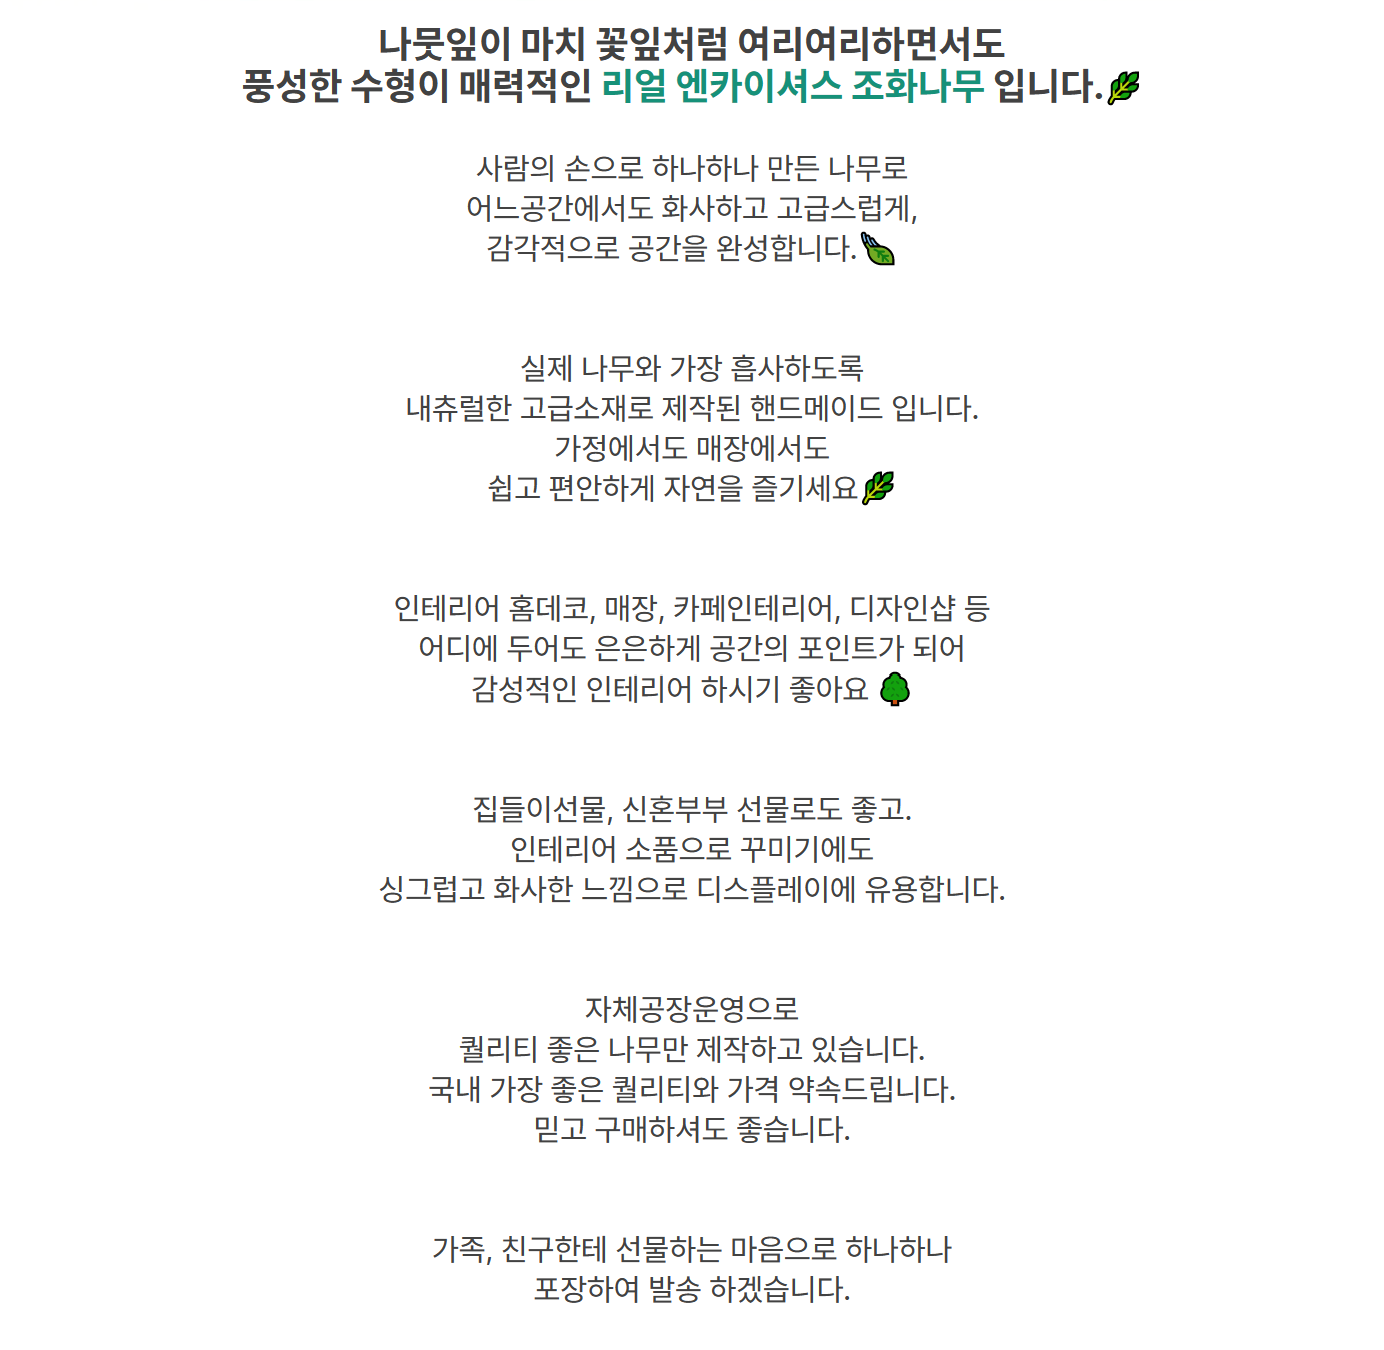 나뭇잎이 마치 꽃잎처럼 여리여리하면서도
풍성한 수형이 매력적인 리얼 엔카이셔스 조화나무 입니다.🌿
사람의 손으로 하나하나 만든 나무로
어느공간에서도 화사하고 고급스럽게,
감각적으로 공간을 완성합니다.🍃
실제 나무와 가장 흡사하도록
내츄럴한 고급소재로 제작된 핸드메이드 입니다.
가정에서도 매장에서도
쉽고 편안하게 자연을 즐기세요🌿
인테리어 홈데코, 매장, 카페인테리어, 디자인샵 등
어디에 두어도 은은하게 공간의 포인트가 되어
감성적인 인테리어 하시기 좋아요 🌳
집들이선물, 신혼부부 선물로도 좋고.
인테리어 소품으로 꾸미기에도
싱그럽고 화사한 느낌으로 디스플레이에 유용합니다.
자체공장운영으로
퀄리티 좋은 나무만 제작하고 있습니다.
국내 가장 좋은 퀄리티와 가격 약속드립니다.
믿고 구매하셔도 좋습니다.
가족, 친구한테 선물하는 마음으로 하나하나
포장하여 발송 하겠습니다.